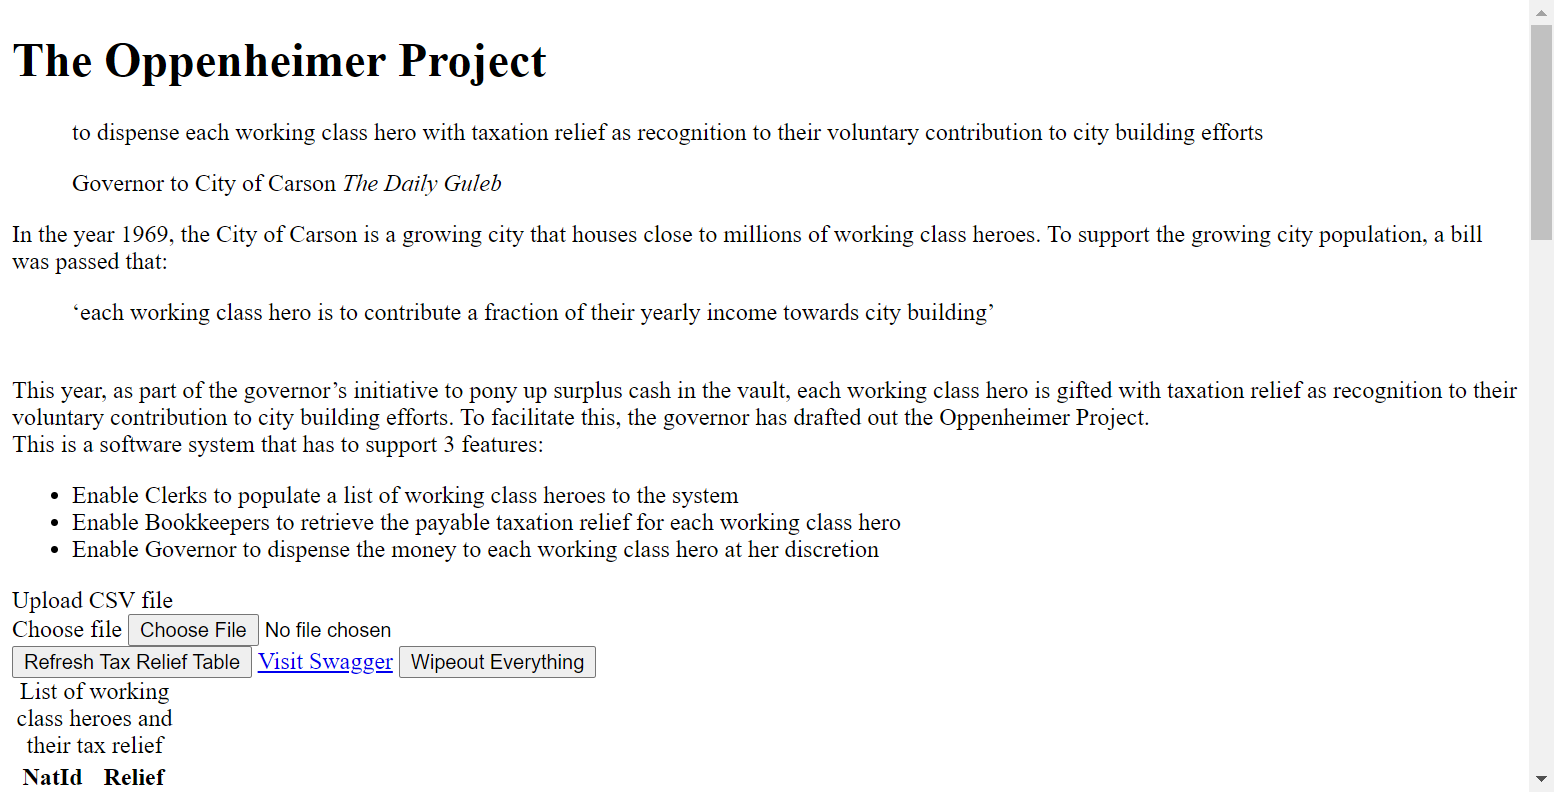 The Oppenheimer Project
to dispense each working class hero with taxation relief as recognition to their voluntary contribution to city building efforts
Governor to City of Carson The Daily Guleb
In the year 1969, the City of Carson is a growing city that houses close to millions of working class heroes. To support the growing city population, a bill
was passed that:
‘each working class hero is to contribute a fraction of their yearly income towards city building’
This year, as part of the governor’s initiative to pony up surplus cash in the vault, each working class hero is gifted with taxation relief as recognition to their
voluntary contribution to city building efforts. To facilitate this, the governor has drafted out the Oppenheimer Project.
This is a software system that has to support 3 features:
• Enable Clerks to populate a list of working class heroes to the system
• Enable Bookkeepers to retrieve the payable taxation relief for each working class hero
• Enable Governor to dispense the money to each working class hero at her discretion
Upload CSV file
Choose file Choose File No file chosen
Refresh Tax Relief Table Visit Swagger Wipeout Everything
List of working
class heroes and
their tax relief
NatId Relief